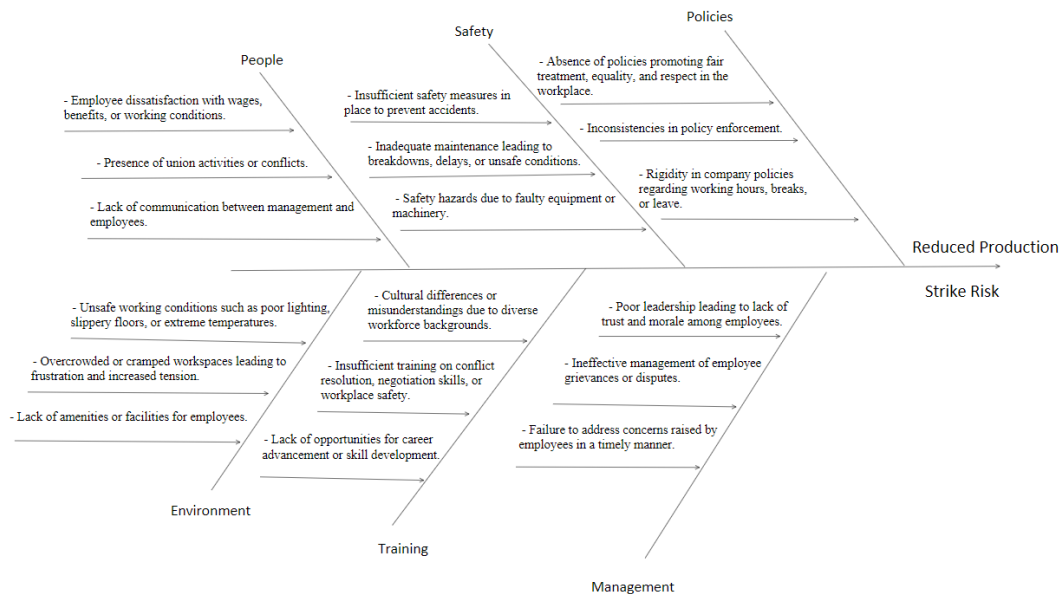 People
- Employee dissatisfaction with wages,
benefits, or working conditions.
- Presence of union activities or conflicts.
- Lack of communication between management and
employees.
Safety
- Insufficient safety measures in
place to prevent accidents.
- Inadequate maintenance leading to
breakdowns, delays, or unsafe conditions.
- Safety hazards due to faulty equipment or
machinery.
Policies
- Absence of policies promoting fair
treatment, equality, and respect in the
workplace.
- Inconsistencies in policy enforcement.
- Rigidity in company policies
regarding working hours, breaks,
or leave.
Reduced Production
Strike Risk
- Unsafe working conditions such as poor lighting,
slippery floors, or extreme temperatures.
- Overcrowded or cramped workspaces leading to
frustration and increased tension.
- Lack of amenities or facilities for employees.
Environment
- Cultural differences or
misunderstandings due to diverse
workforce backgrounds.
- Insufficient training on conflict
resolution, negotiation skills, or
workplace safety.
- Lack of opportunities for career
advancement or skill development.
Training
- Poor leadership leading to lack of
trust and morale among employees.
- Ineffective management of employee
grievances or disputes.
- Failure to address concerns raised by
employees in a timely manner.
Management